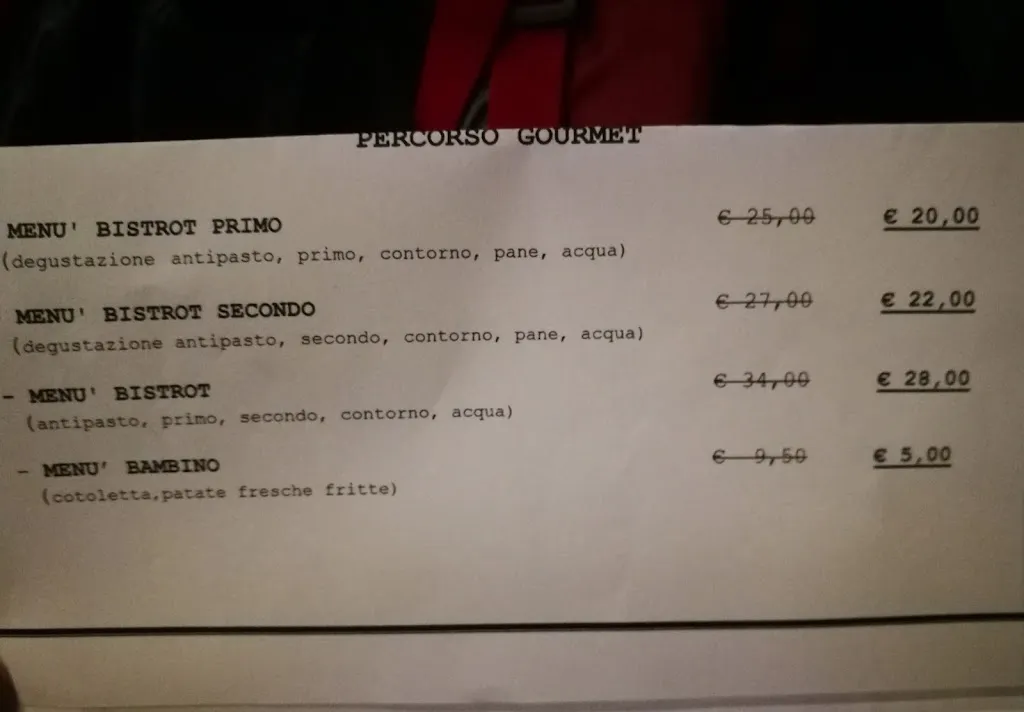 PERCORSO GOURMET
MENU' BISTROT PRIMO € 25,00 € 20,00
(degustazione antipasto, primo, contorno, pane, acqua)
MENU' BISTROT SECONDO € 27,00 € 22,00
(degustazione antipasto, secondo, contorno, pane, acqua)
- MENU' BISTROT € 34,00 € 28,00
(antipasto, primo, secondo, contorno, acqua)
- MENU' BAMBINO € 9,50 € 5,00
(cotoletta,patate fresche fritte)